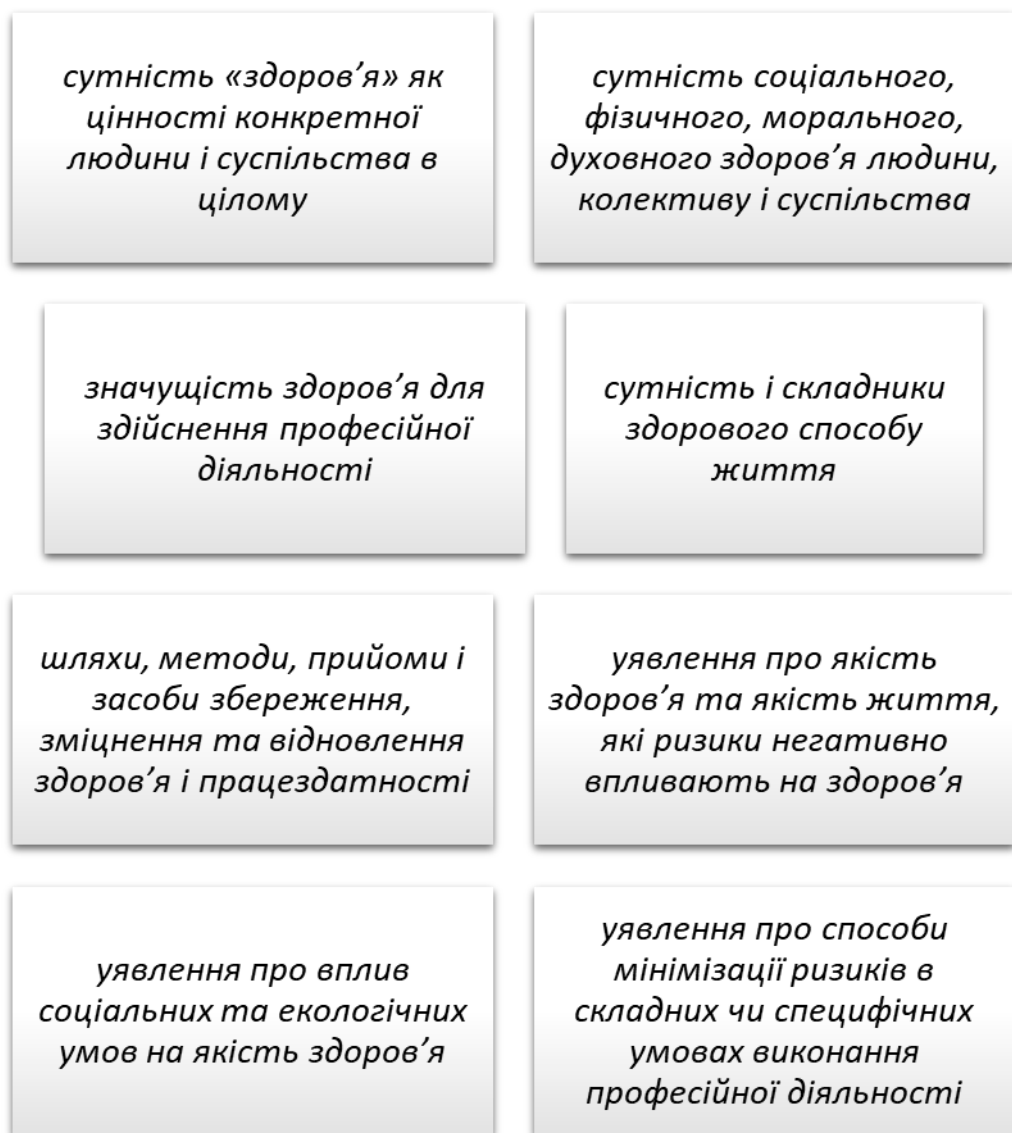 сутність «здоров’я» як
цінності конкретної
людини і суспільства в
цілому
сутність соціального,
фізичного, морального,
духовного здоров’я людини,
колективу і суспільства
значущість здоров’я для
здійснення професійної
діяльності
сутність і складники
здорового способу
життя
шляхи, методи, прийоми і
засоби збереження,
зміцнення та відновлення
здоров’я і працездатності
уявлення про якість
здоров’я та якість життя,
які ризики негативно
впливають на здоров’я
уявлення про вплив
соціальних та екологічних
умов на якість здоров’я
уявлення про способи
мінімізації ризиків в
складних чи специфічних
умовах виконання
професійної діяльності